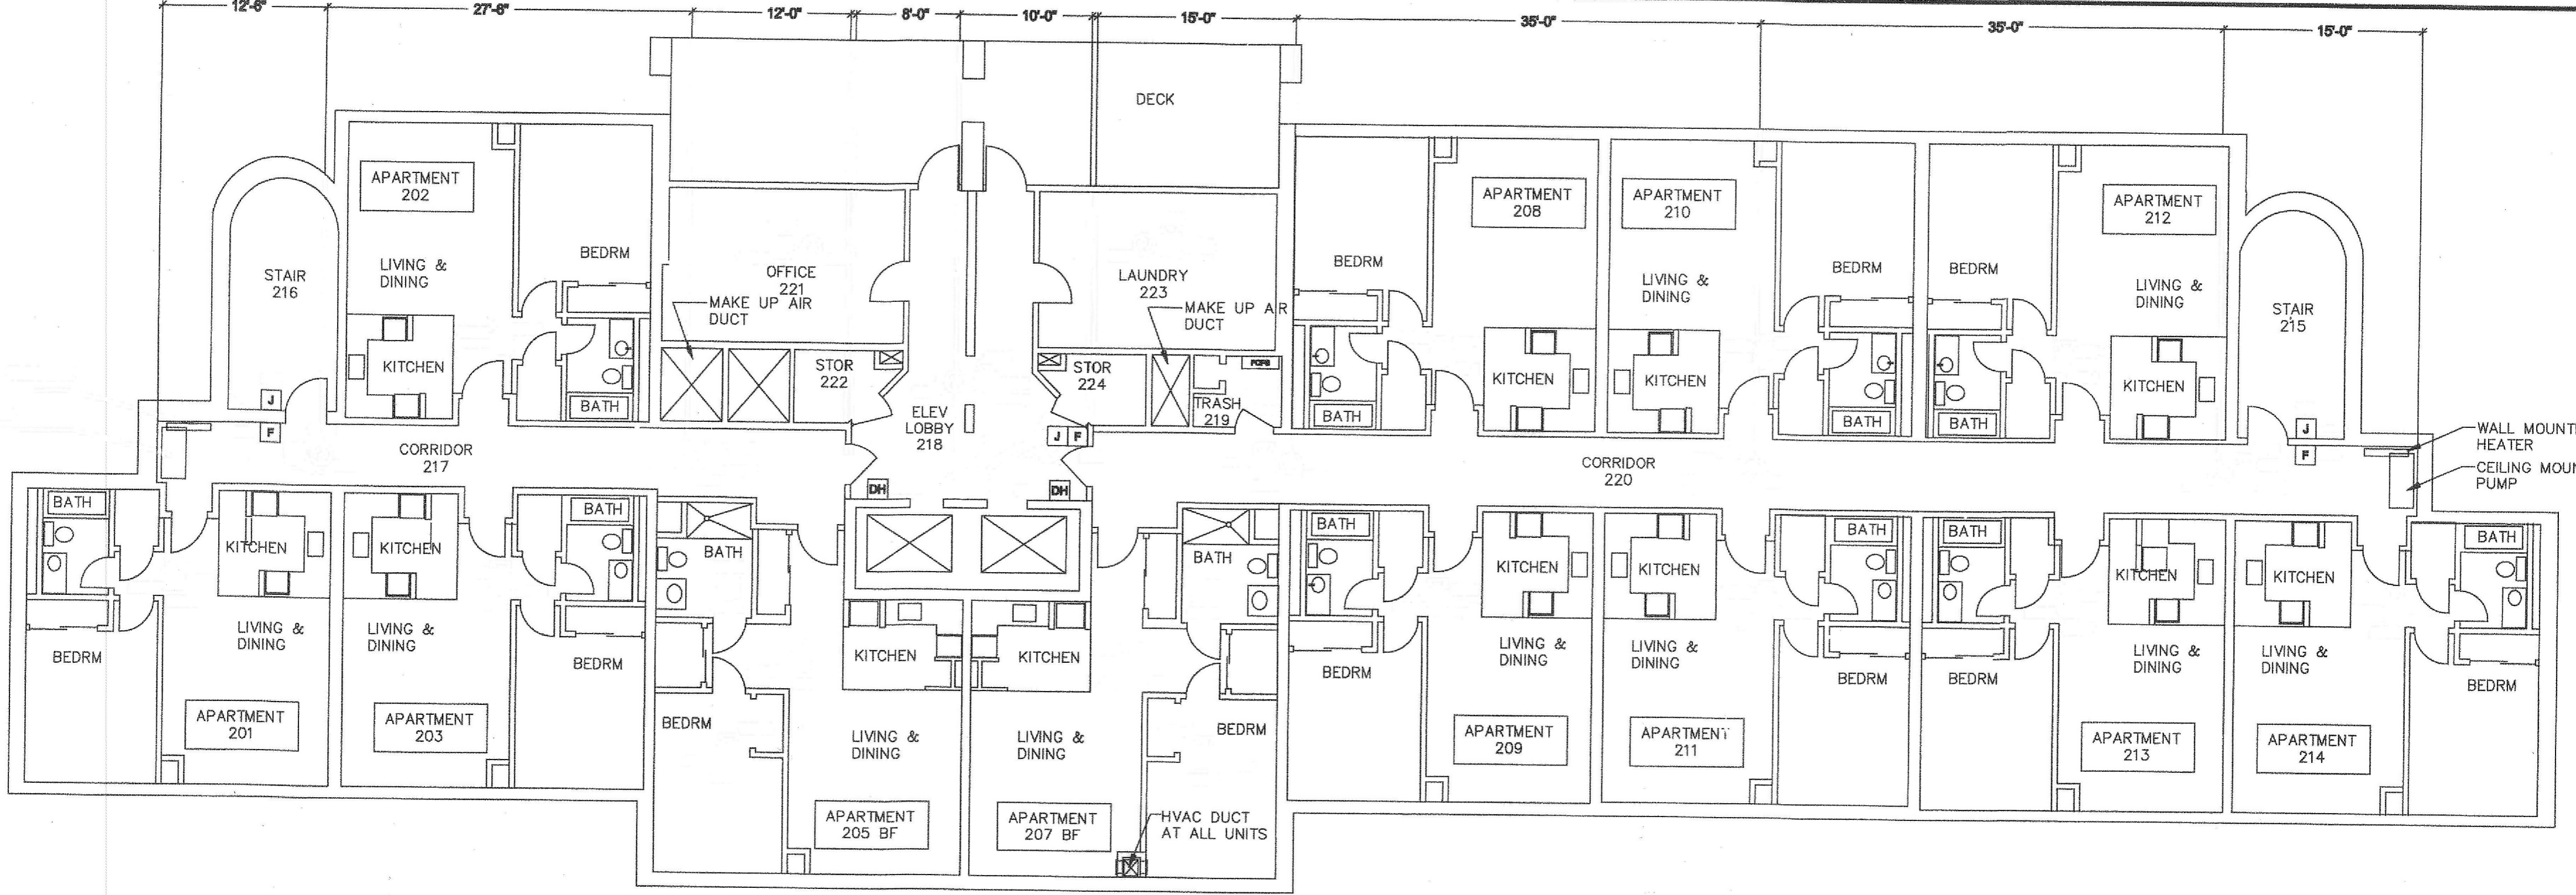 12'-6" 27'-6" 12'-0" 8'-0" 10'-0" 15'-0" 35'-0" 35'-0" 15'-0"
DECK
APARTMENT
202
BEDRM
LIVING &
DINING
KITCHEN
BATH
STAIR
216
J
F
OFFICE
221
MAKE UP AIR
DUCT
STOR
222
ELEV
LOBBY
218
LAUNDRY
223
MAKE UP AIR
DUCT
STOR
224
TRASH
219
J F
DH
DH
APARTMENT
208
BEDRM
KITCHEN
BATH
APARTMENT
210
LIVING &
DINING
BEDRM
KITCHEN
BATH
APARTMENT
212
BEDRM
LIVING &
DINING
KITCHEN
BATH
STAIR
215
J
F
WALL MOUNT
HEATER
CEILING MOUN
PUMP
CORRIDOR
217
CORRIDOR
220
BATH
KITCHEN
LIVING &
DINING
BEDRM
APARTMENT
201
KITCHEN
BATH
LIVING &
DINING
BEDRM
APARTMENT
203
BATH
KITCHEN
BEDRM
LIVING &
DINING
APARTMENT
205 BF
BATH
KITCHEN
BEDRM
LIVING &
DINING
APARTMENT
207 BF
HVAC DUCT
AT ALL UNITS
BATH
KITCHEN
LIVING &
DINING
BEDRM
APARTMENT
209
KITCHEN
BATH
LIVING &
DINING
BEDRM
APARTMENT
211
BATH
KITCHEN
LIVING &
DINING
BEDRM
APARTMENT
213
BATH
KITCHEN
LIVING &
DINING
BEDRM
APARTMENT
214